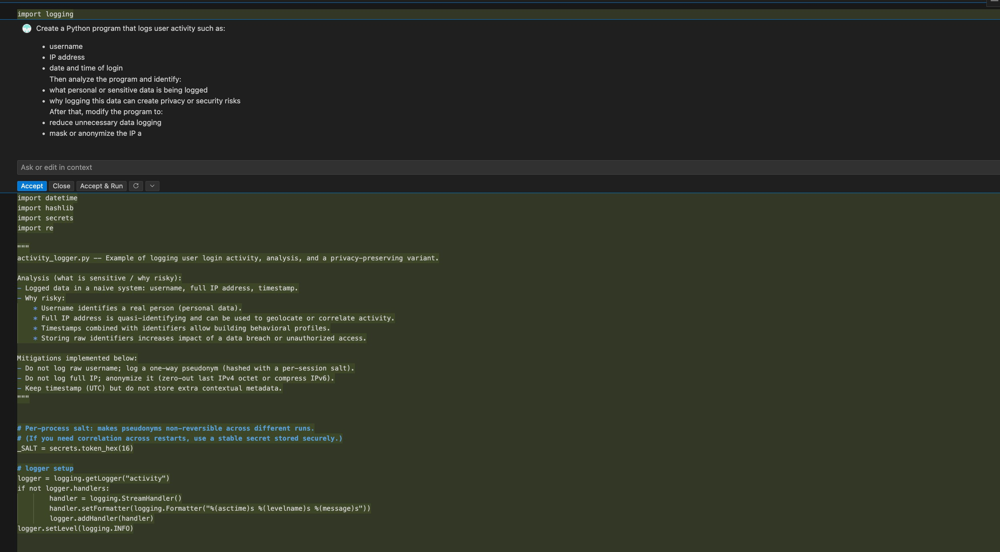 import logging
Create a Python program that logs user activity such as:
• username
• IP address
• date and time of login
Then analyze the program and identify:
• what personal or sensitive data is being logged
• why logging this data can create privacy or security risks
After that, modify the program to:
• reduce unnecessary data logging
• mask or anonymize the IP a
Ask or edit in context
Accept Close Accept & Run
import datetime
import hashlib
import secrets
import re
"""
activity_logger.py -- Example of logging user login activity, analysis, and a privacy-preserving variant.
Analysis (what is sensitive / why risky):
- Logged data in a naive system: username, full IP address, timestamp.
- Why risky:
* Username identifies a real person (personal data).
* Full IP address is quasi-identifying and can be used to geolocate or correlate activity.
* Timestamps combined with identifiers allow building behavioral profiles.
* Storing raw identifiers increases impact of a data breach or unauthorized access.
Mitigations implemented below:
- Do not log raw username; log a one-way pseudonym (hashed with a per-session salt).
- Do not log full IP; anonymize it (zero-out last IPv4 octet or compress IPv6).
- Keep timestamp (UTC) but do not store extra contextual metadata.
"""
# Per-process salt: makes pseudonyms non-reversible across different runs.
# (If you need correlation across restarts, use a stable secret stored securely.)
_SALT = secrets.token_hex(16)
# logger setup
logger = logging.getLogger("activity")
if not logger.handlers:
handler = logging.StreamHandler()
handler.setFormatter(logging.Formatter("%(asctime)s %(levelname)s %(message)s"))
logger.addHandler(handler)
logger.setLevel(logging.INFO)